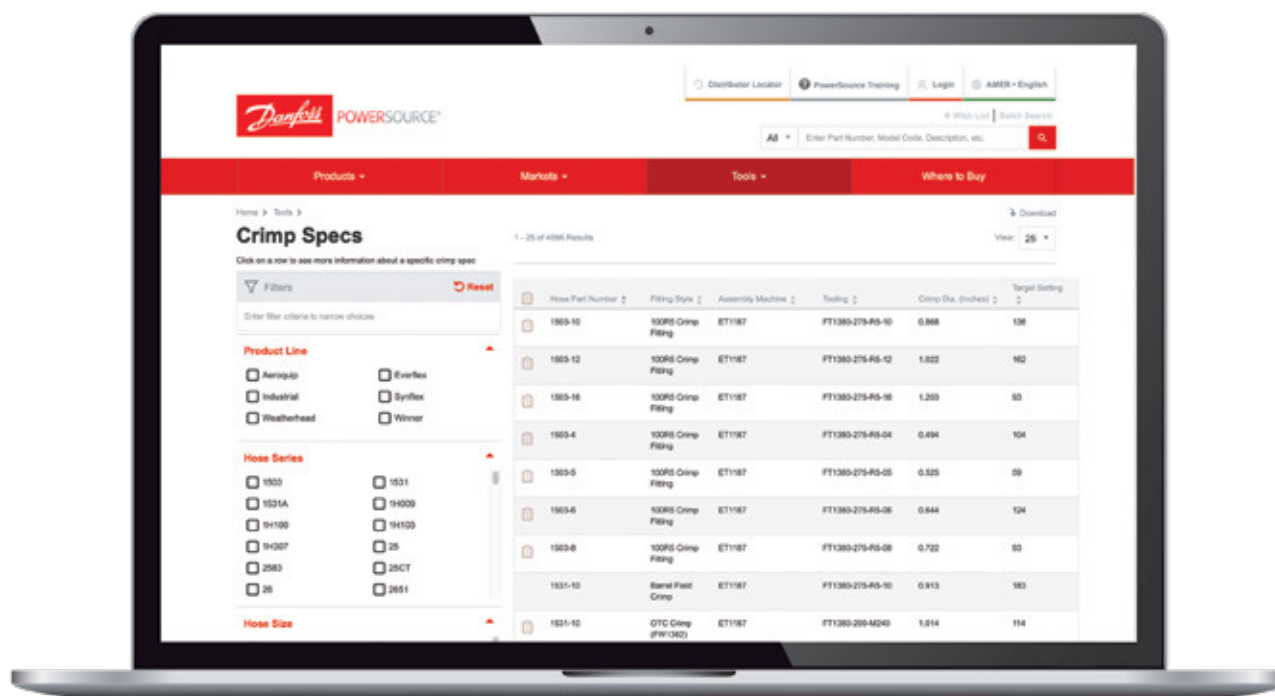 Distributor Locator
PowerSource Training
Login
AMER • English
Danfoss POWERSOURCE®
Wish List | Batch Search
All
Enter Part Number, Model Code, Description, etc.
Products
Markets
Tools
Where to Buy
Home > Tools >
Download
Crimp Specs
1 - 25 of 4096 Results
View: 25
Click on a row to see more information about a specific crimp spec
Filters
Reset
Enter filter criteria to narrow choices
Product Line
Aeroquip
Everflex
Industrial
Synflex
Weatherhead
Winner
Hose Series
1503
1531
1531A
1H009
1H100
1H103
1H307
25
2583
25CT
26
2651
Hose Size
Hose Part Number
Fitting Style
Assembly Machine
Tooling
Crimp Dia. (Inches)
Target Setting
1503-10
100R5 Crimp
Fitting
ET1187
FT1380-275-R5-10
0.868
138
1503-12
100R5 Crimp
Fitting
ET1187
FT1380-275-R5-12
1.022
162
1503-16
100R5 Crimp
Fitting
ET1187
FT1380-275-R5-16
1.203
93
1503-4
100R5 Crimp
Fitting
ET1187
FT1380-275-R5-04
0.494
104
1503-5
100R5 Crimp
Fitting
ET1187
FT1380-275-R5-05
0.525
59
1503-6
100R5 Crimp
Fitting
ET1187
FT1380-275-R5-06
0.644
124
1503-8
100R5 Crimp
Fitting
ET1187
FT1380-275-R5-08
0.722
93
1531-10
Barrel Field
Crimp
ET1187
FT1380-275-R5-10
0.913
183
1531-10
OTC Crimp
(FW1382)
ET1187
FT1380-200-M240
1.014
114